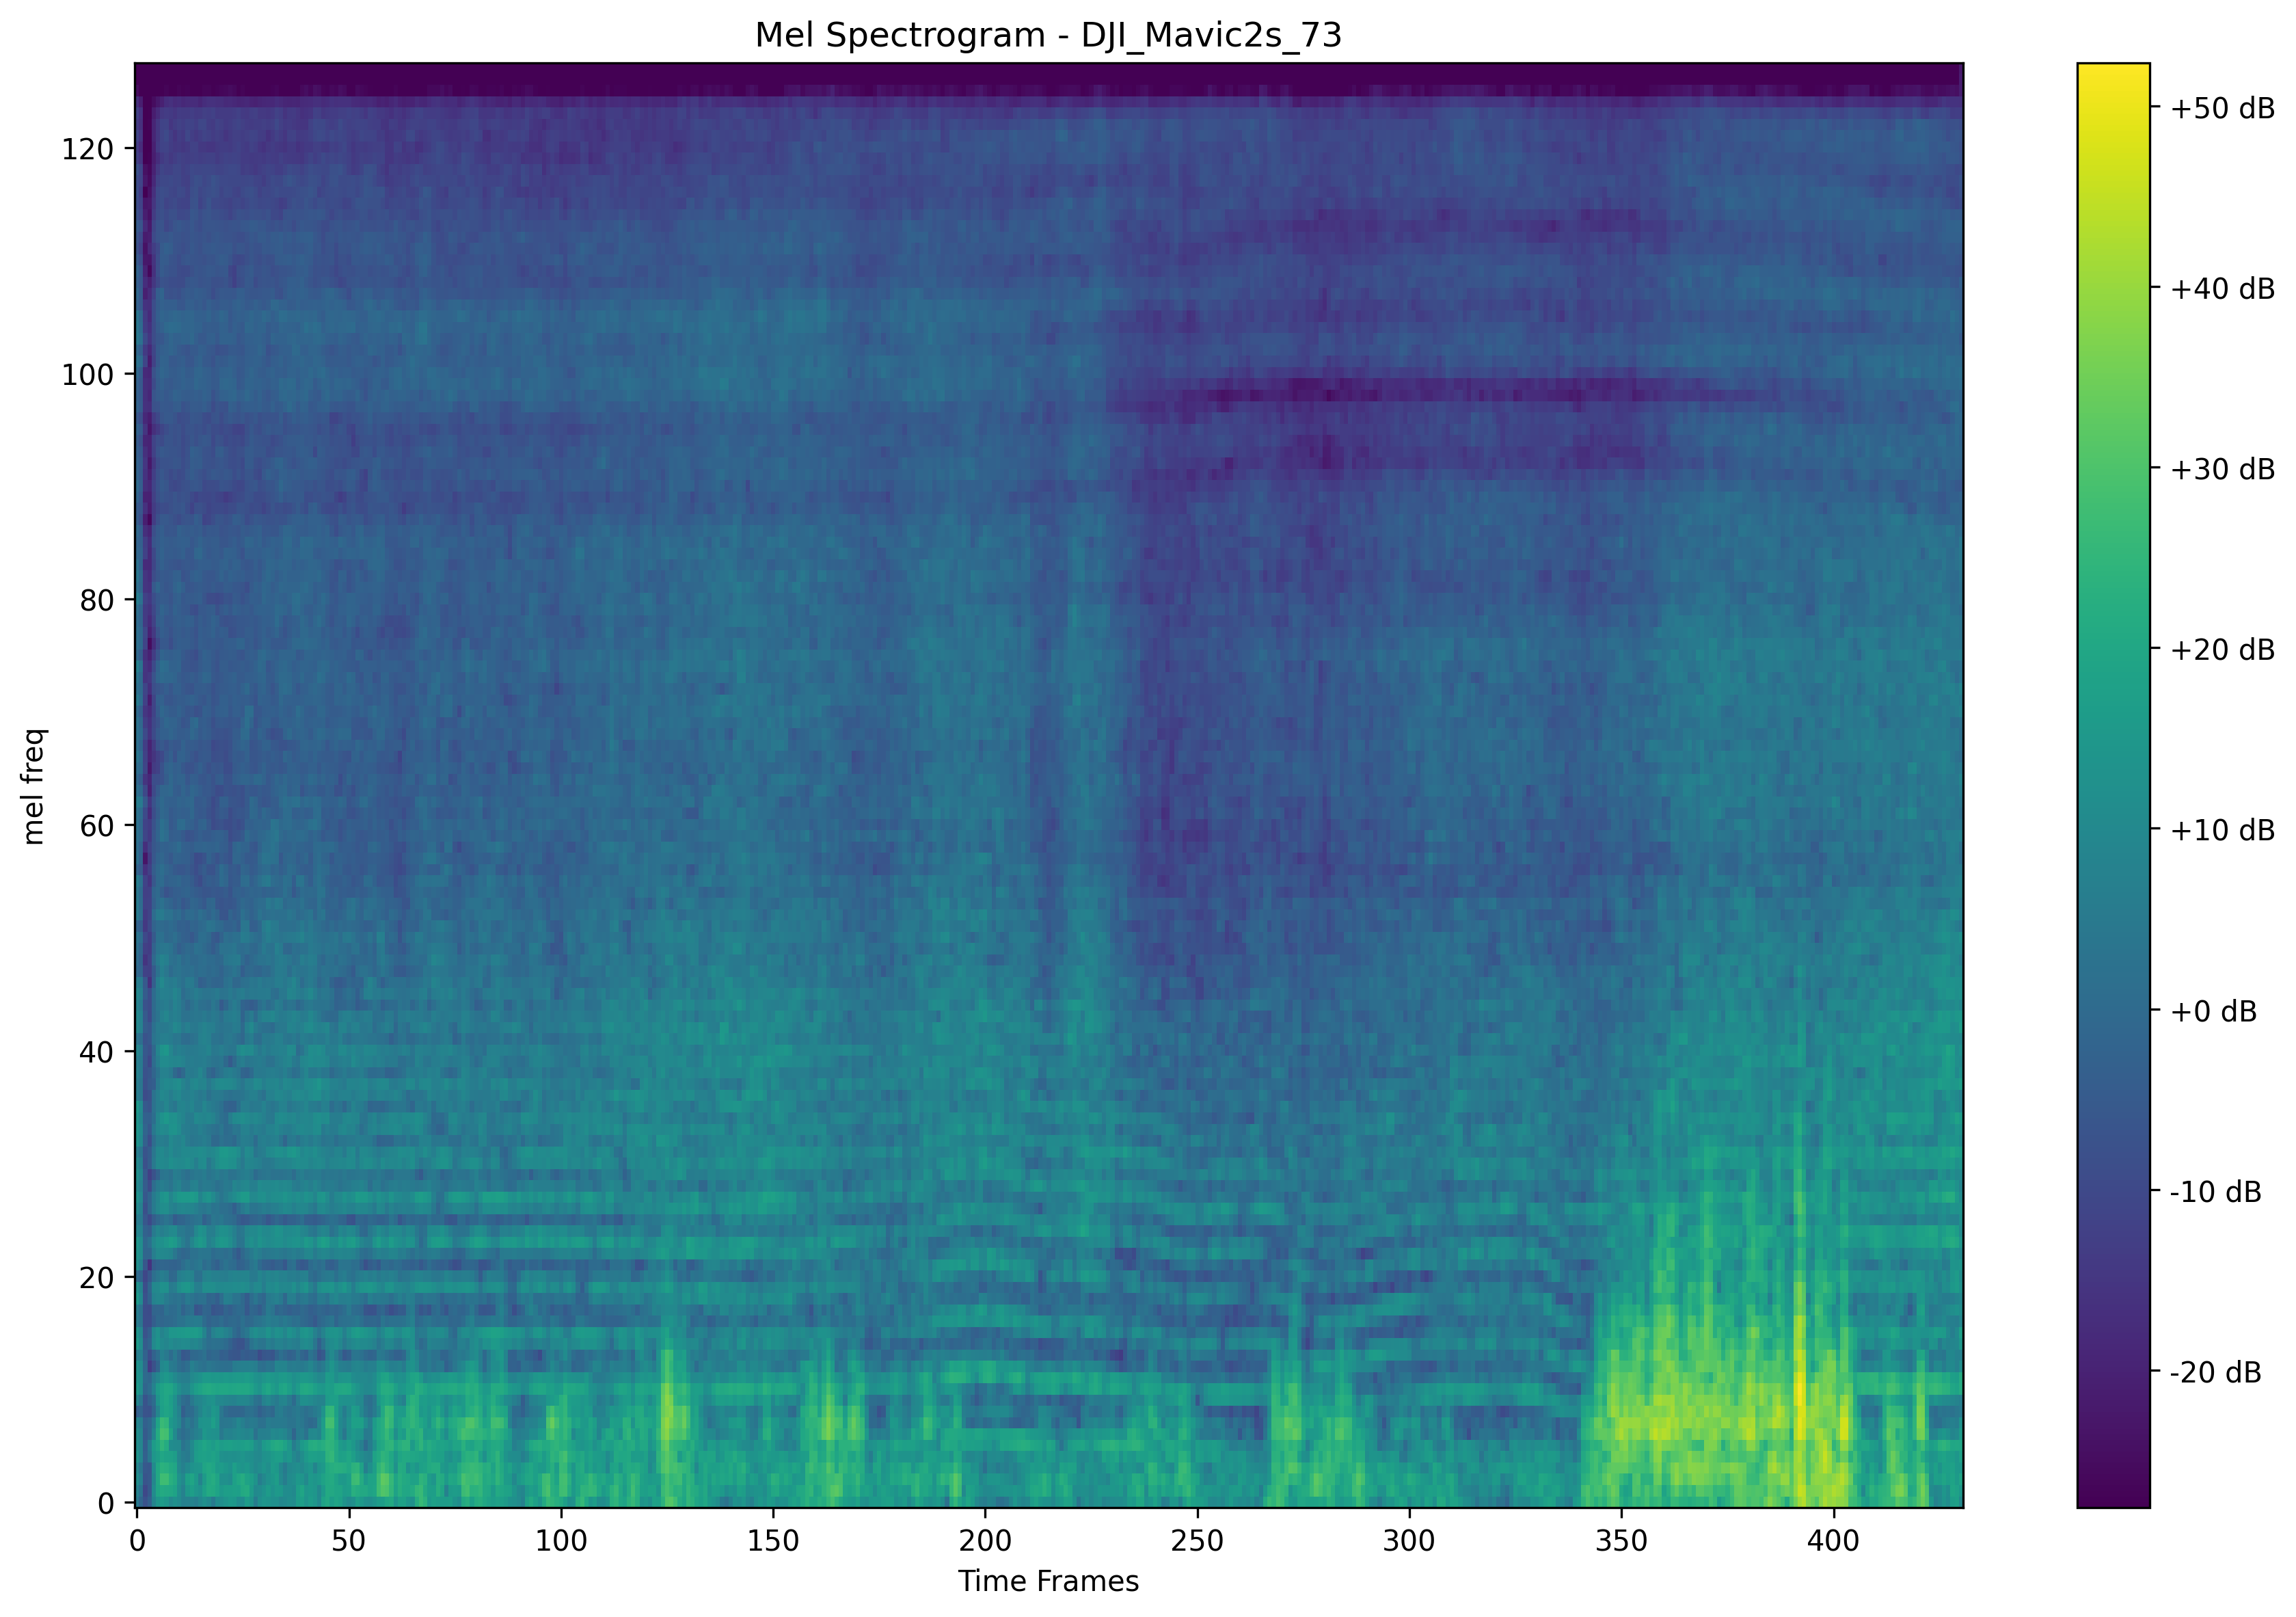 Mel Spectrogram - DJI_Mavic2s_73
mel freq
120
100
80
60
40
20
0
0 50 100 150 200 250 300 350 400
Time Frames
+50 dB
+40 dB
+30 dB
+20 dB
+10 dB
+0 dB
-10 dB
-20 dB